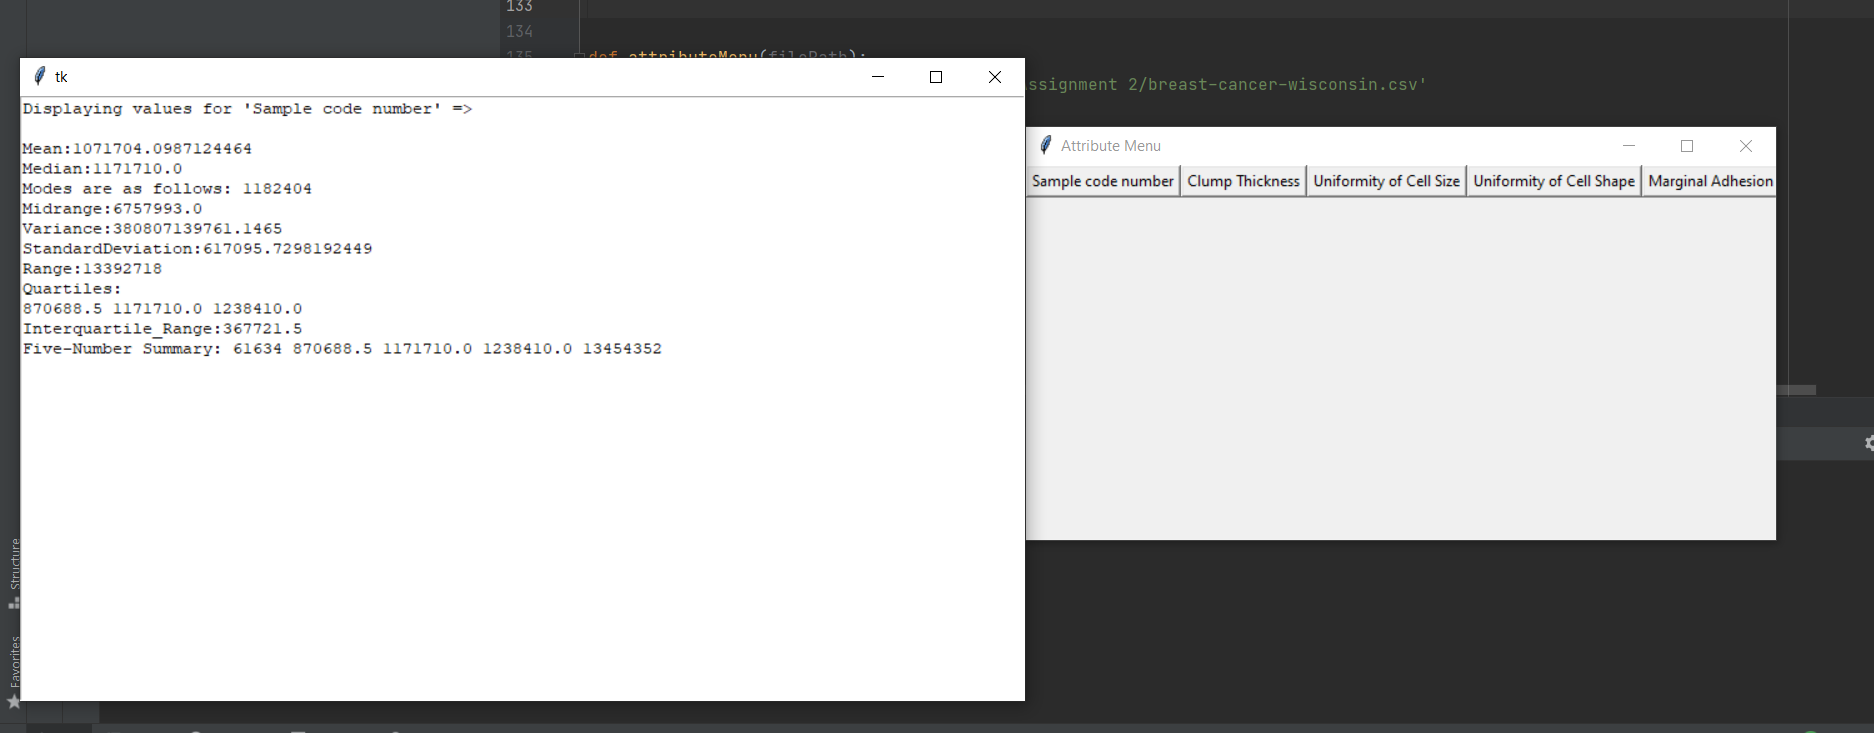 133
134
135 def attributeMenu(filePath):
ssignment 2/breast-cancer-wisconsin.csv'
tk
Displaying values for 'Sample code number' =>
Mean:1071704.0987124464
Median:1171710.0
Modes are as follows: 1182404
Midrange:6757993.0
Variance:380807139761.1465
StandardDeviation:617095.7298192449
Range:13392718
Quartiles:
870688.5 1171710.0 1238410.0
Interquartile_Range:367721.5
Five-Number Summary: 61634 870688.5 1171710.0 1238410.0 13454352
Attribute Menu
Sample code number Clump Thickness Uniformity of Cell Size Uniformity of Cell Shape Marginal Adhesion
Structure
Favorites